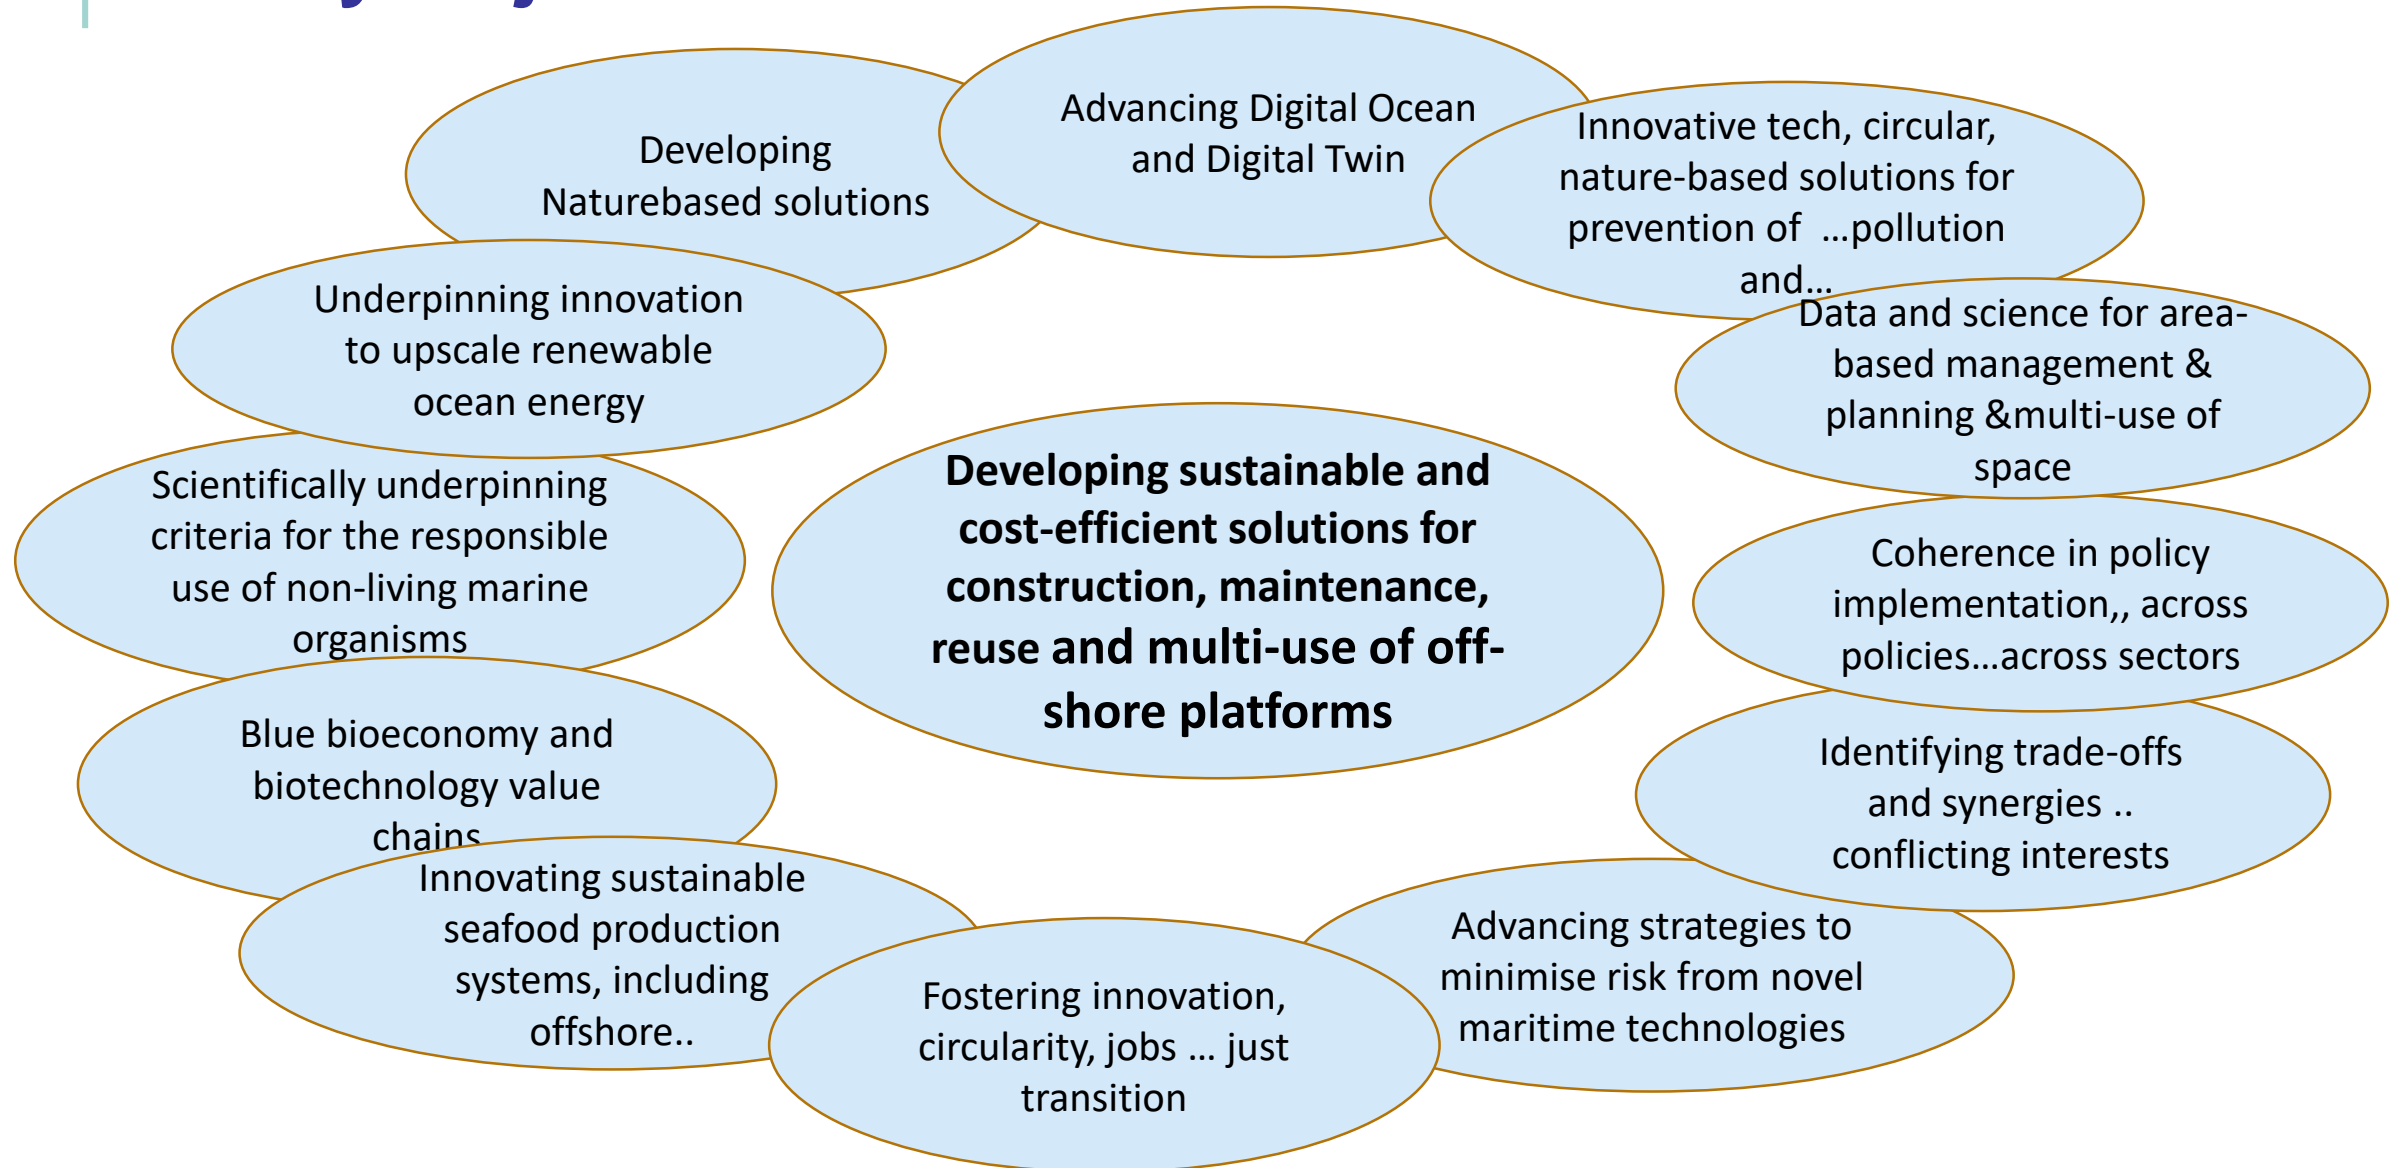 Advancing Digital Ocean
and Digital Twin
Developing
Naturebased solutions
Innovative tech, circular,
nature-based solutions for
prevention of  …pollution
and…
Underpinning innovation
to upscale renewable
ocean energy
Data and science for area-
based management &
planning &multi-use of
space
Scientifically underpinning
criteria for the responsible
use of non-living marine
organisms
Developing sustainable and
cost-efficient solutions for
construction, maintenance,
reuse and multi-use of off-
shore platforms
Coherence in policy
implementation,, across
policies…across sectors
Blue bioeconomy and
biotechnology value
chains
Identifying trade-offs
and synergies ..
conflicting interests
Innovating sustainable
seafood production
systems, including
offshore..
Fostering innovation,
circularity, jobs … just
transition
Advancing strategies to
minimise risk from novel
maritime technologies